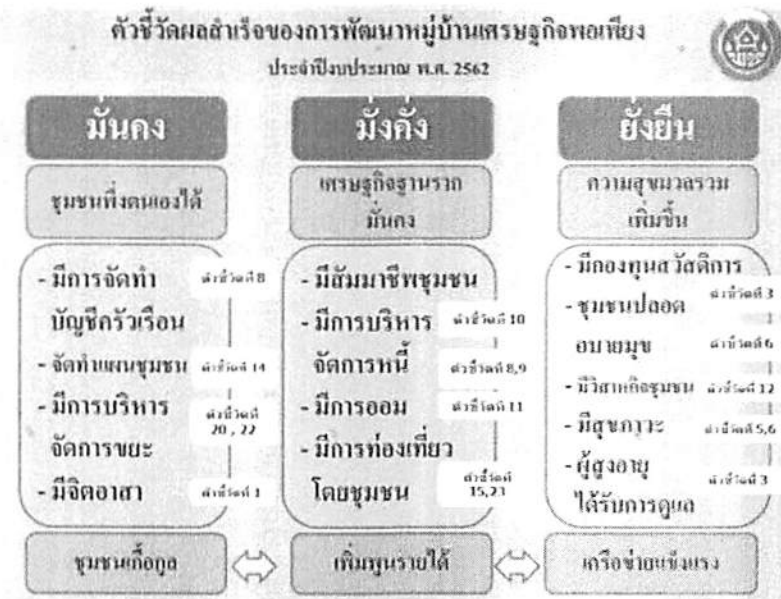 ตัวชี้วัดผลสำเร็จของการพัฒนาหมู่บ้านเศรษฐกิจพอเพียง
ประจำปีงบประมาณ พ.ศ. 2562
มั่นคง
ชุมชนพึ่งตนเองได้
- มีการจัดทำ ตัวชี้วัดที่ 8
บัญชีครัวเรือน
- จัดทำแผนชุมชน ตัวชี้วัดที่ 14
- มีการบริหาร ตัวชี้วัดที่
จัดการขยะ 20 , 22
- มีจิตอาสา ตัวชี้วัดที่ 1
ชุมชนเกื้อกูล
มั่งคั่ง
เศรษฐกิจฐานราก
มั่นคง
- มีสัมมาชีพชุมชน
- มีการบริหาร ตัวชี้วัดที่ 10
จัดการหนี้ ตัวชี้วัดที่ 8,9
- มีการออม ตัวชี้วัดที่ 11
- มีการท่องเที่ยว
โดยชุมชน ตัวชี้วัดที่
15,23
เพิ่มพูนรายได้
ยั่งยืน
ความสุขมวลรวม
เพิ่มขึ้น
- มีกองทุนสวัสดิการ
- ชุมชนปลอด ตัวชี้วัดที่ 3
อบายมุข ตัวชี้วัดที่ 6
- มีวิสาหกิจชุมชน ตัวชี้วัดที่ 12
- มีสุขภาวะ ตัวชี้วัดที่ 5,6
- ผู้สูงอายุ ตัวชี้วัดที่ 3
ได้รับการดูแล
เครือข่ายแข็งแรง